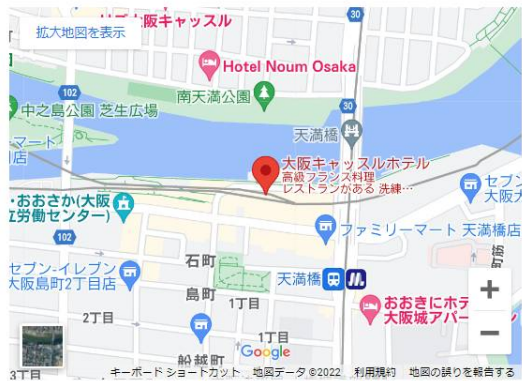 大阪キャッスル
30
拡大地図を表示
Hotel Noum Osaka
102
南天満公園
中之島公園 芝生広場
30
天満橋
マート
店
大阪キャッスルホテル
高級フランス料理
レストランがある 洗練…
セブン
大阪
・おおさか(大阪
立労働センター)
ファミリーマート 天満橋店
102
石町
セブン-イレブン
大阪島町2丁目店
天満橋
島町
1丁目
おおきにホテ
大阪城アパー
2丁目
1丁目
船越町
Google
3丁目
キーボード ショートカット
地図データ ©2022
利用規約
地図の誤りを報告する